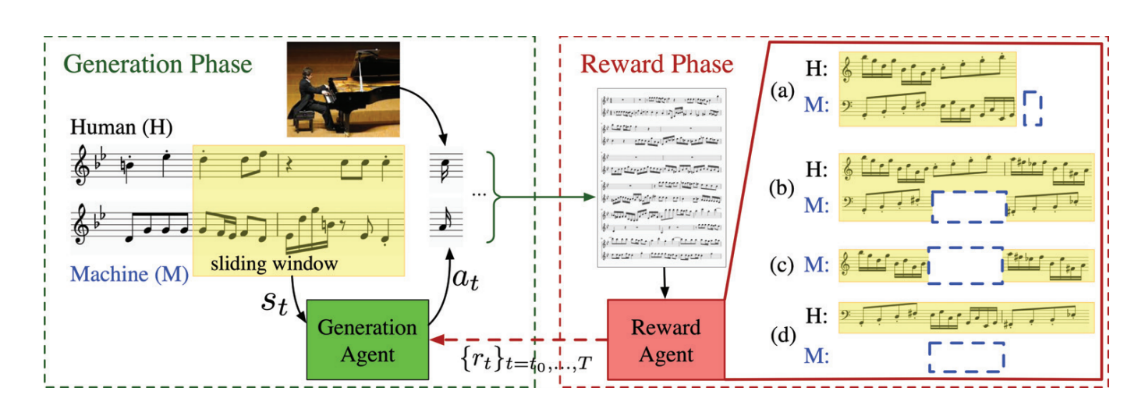 Generation Phase
Human (H)
Machine (M)
sliding window
...
s_t
a_t
Generation
Agent
{r_t}_{t=t_0,...,T}
Reward Phase
Reward
Agent
(a)
H:
M:
(b)
H:
M:
(c)
M:
(d)
H:
M: